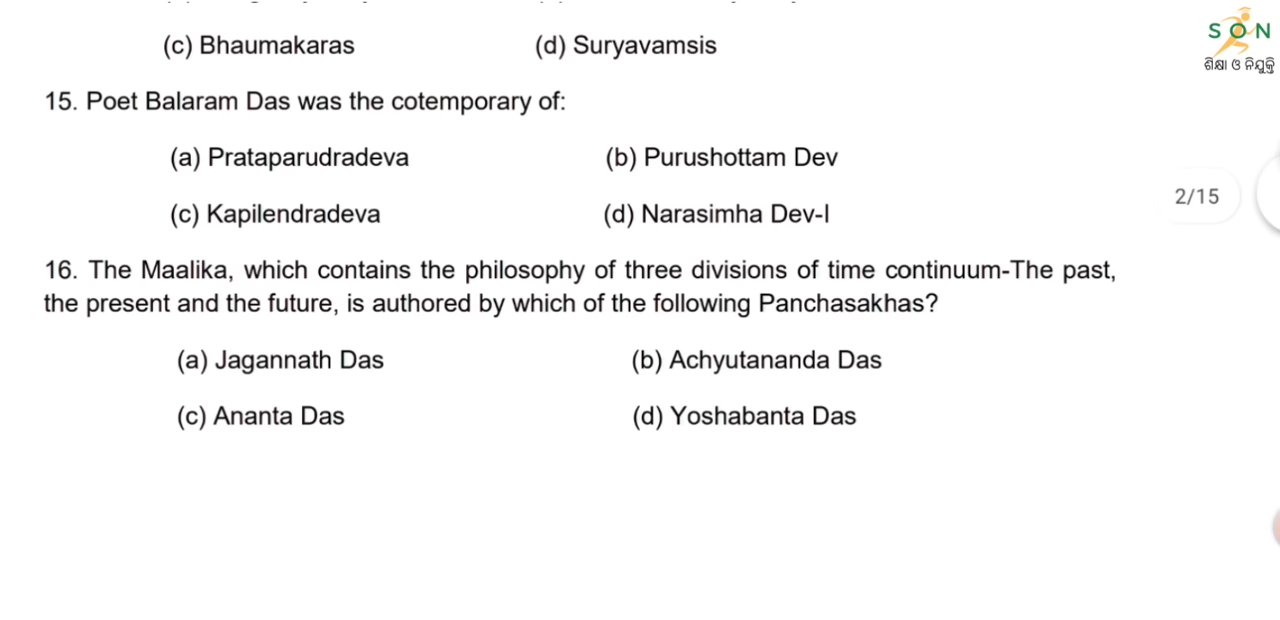 (c) Bhaumakaras (d) Suryavamsis
SON
ଶିକ୍ଷା ଓ ନିଯୁକ୍ତି
15. Poet Balaram Das was the cotemporary of:
(a) Prataparudradeva (b) Purushottam Dev
2/15
(c) Kapilendradeva (d) Narasimha Dev-I
16. The Maalika, which contains the philosophy of three divisions of time continuum-The past,
the present and the future, is authored by which of the following Panchasakhas?
(a) Jagannath Das (b) Achyutananda Das
(c) Ananta Das (d) Yoshabanta Das